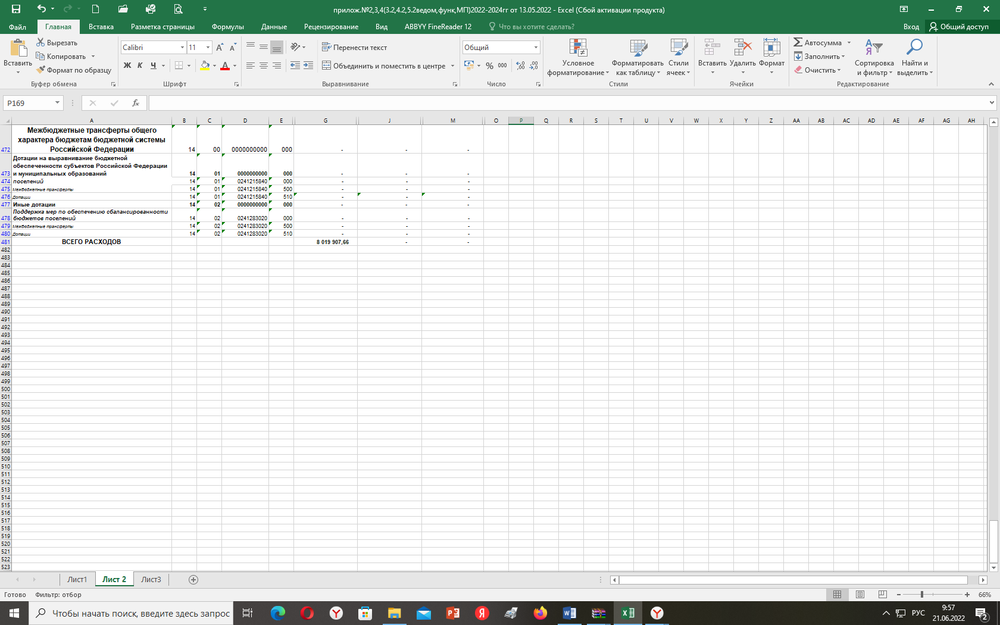 прилож.№2,3,4(3.2,4.2,5.2ведом,функ,МП)2022-2024гг от 13.05.2022 - Excel (Сбой активации продукта)
Файл Главная Вставка Разметка страницы Формулы Данные Рецензирование Вид ABBYY FineReader 12 Что вы хотите сделать? Вход Общий доступ
Вставить
Вырезать
Копировать
Формат по образцу
Буфер обмена
Calibri 11
Ж К Ч
Шрифт
Перенести текст
Объединить и поместить в центре
Выравнивание
Общий
% 000
Число
Условное форматирование
Форматировать как таблицу
Стили ячеек
Стили
Вставить Удалить Формат
Ячейки
Автосумма
Заполнить
Очистить
Сортировка и фильтр
Найти и выделить
Редактирование
P169 fx
A B C D E G J M O P Q R S T U V W X Y Z AA AB AC AD AE AF AG AH
Межбюджетные трансферты общего
характера бюджетам бюджетной системы
472 Российской Федерации 14 00 0000000000 000 - - -
Дотации на выравнивание бюджетной
обеспеченности субъектов Российской Федерации
473 и муниципальных образований 14 01 0000000000 000 - - -
474 поселений 14 01 0241215840 000 - - -
475 Межбюджетные трансферты 14 01 0241215840 500 - - -
476 Дотации 14 01 0241215840 510 - - -
477 Иные дотации 14 02 0000000000 000 - - -
Поддержка мер по обеспечению сбалансированности
478 бюджетов поселений 14 02 0241283020 000 - - -
479 Межбюджетные трансферты 14 02 0241283020 500 - - -
480 Дотации 14 02 0241283020 510 - - -
481 ВСЕГО РАСХОДОВ 8 019 907,66 - -
482
483
484
485
486
487
488
489
490
491
492
493
494
495
496
497
498
499
500
501
502
503
504
505
506
507
508
509
510
511
512
513
514
515
516
517
518
519
520
521
522
523
Лист1 Лист 2 Лист3
Готово Фильтр: отбор 66%
Чтобы начать поиск, введите здесь запрос
РУС
9:57
21.06.2022
2